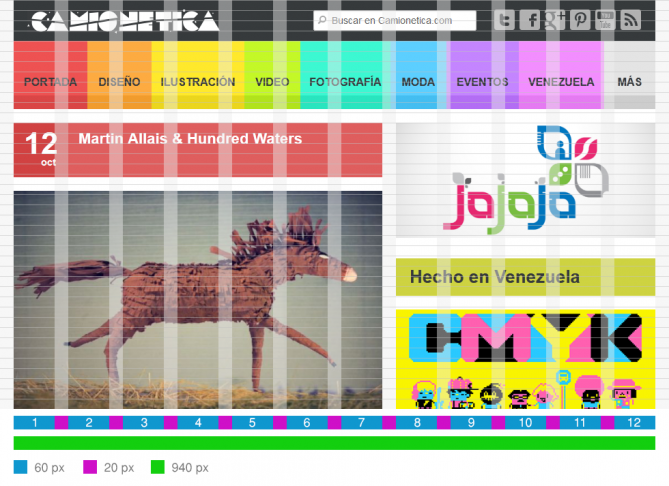 CAMIONETICA
Buscar en Camionetica.com
g+ You Tube
PORTADA DISEÑO ILUSTRACIÓN VIDEO FOTOGRAFÍA MODA EVENTOS VENEZUELA MÁS
12 Martin Allais & Hundred Waters
oct
jajaja
Hecho en Venezuela
CMYK
1 2 3 4 5 6 7 8 9 10 11 12
60 px 20 px 940 px